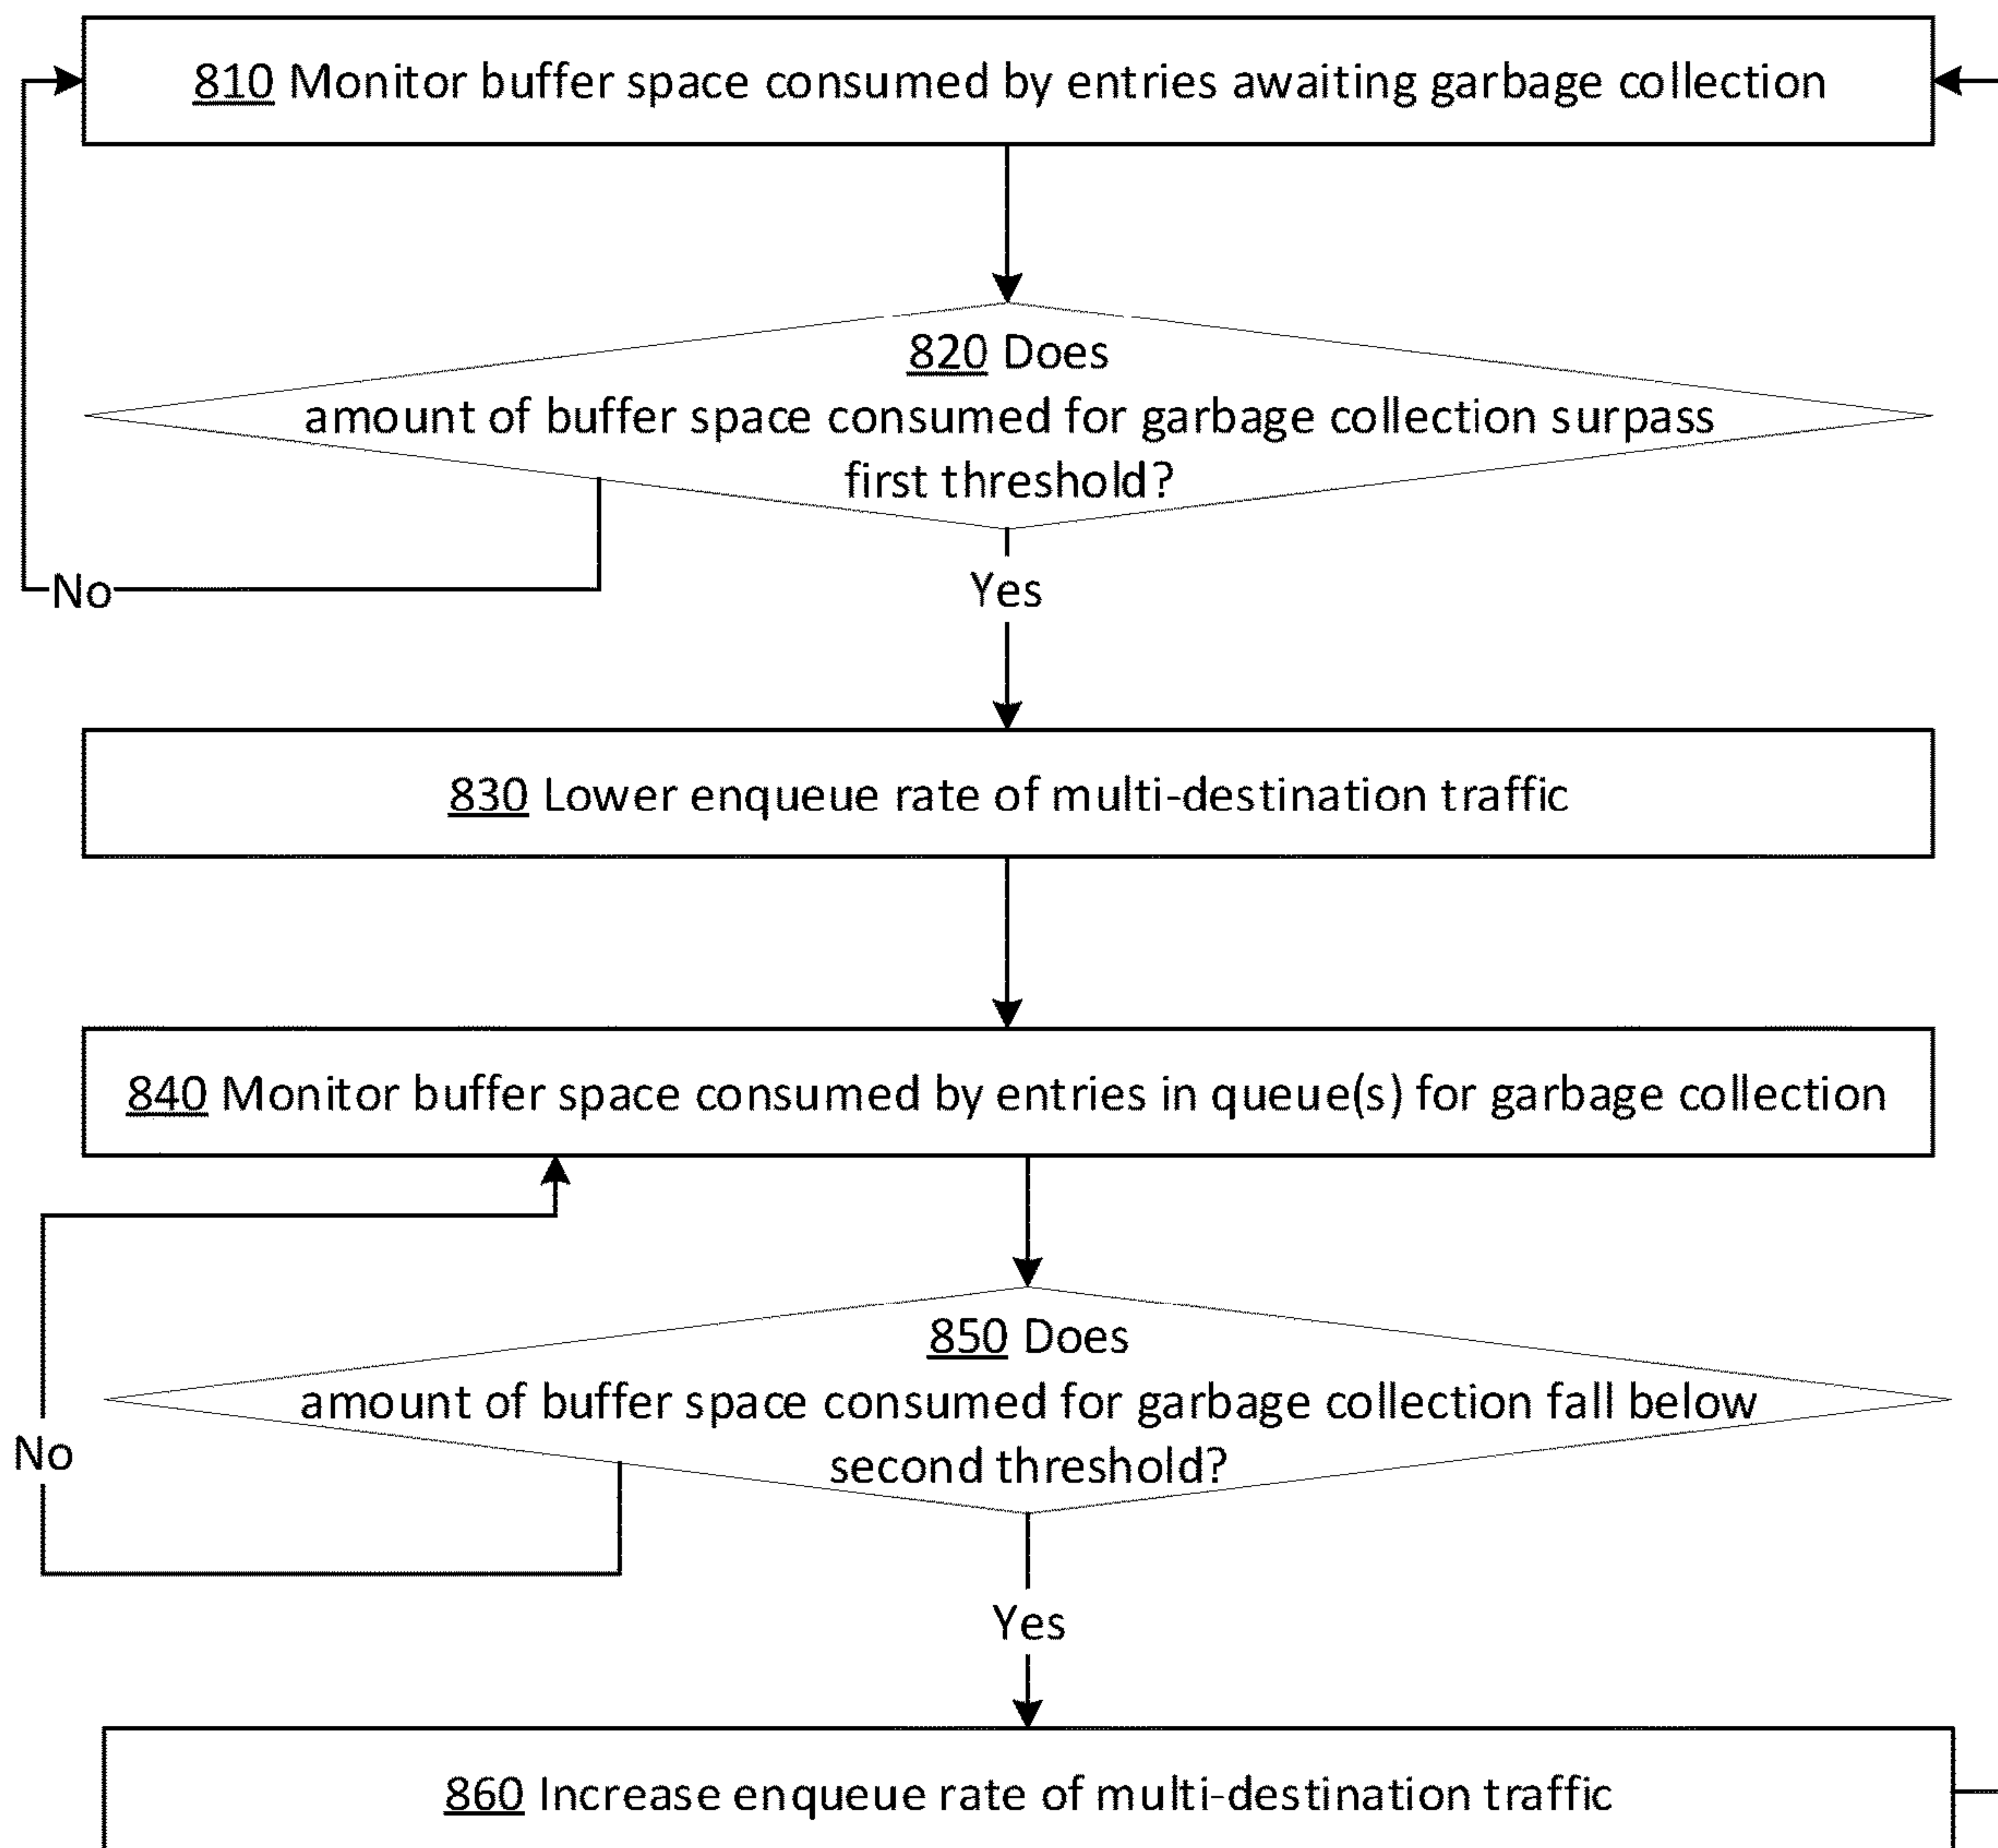 810 Monitor buffer space consumed by entries awaiting garbage collection
820 Does
amount of buffer space consumed for garbage collection surpass
first threshold?
No
Yes
830 Lower enqueue rate of multi-destination traffic
840 Monitor buffer space consumed by entries in queue(s) for garbage collection
850 Does
amount of buffer space consumed for garbage collection fall below
No
second threshold?
Yes
860 Increase enqueue rate of multi-destination traffic